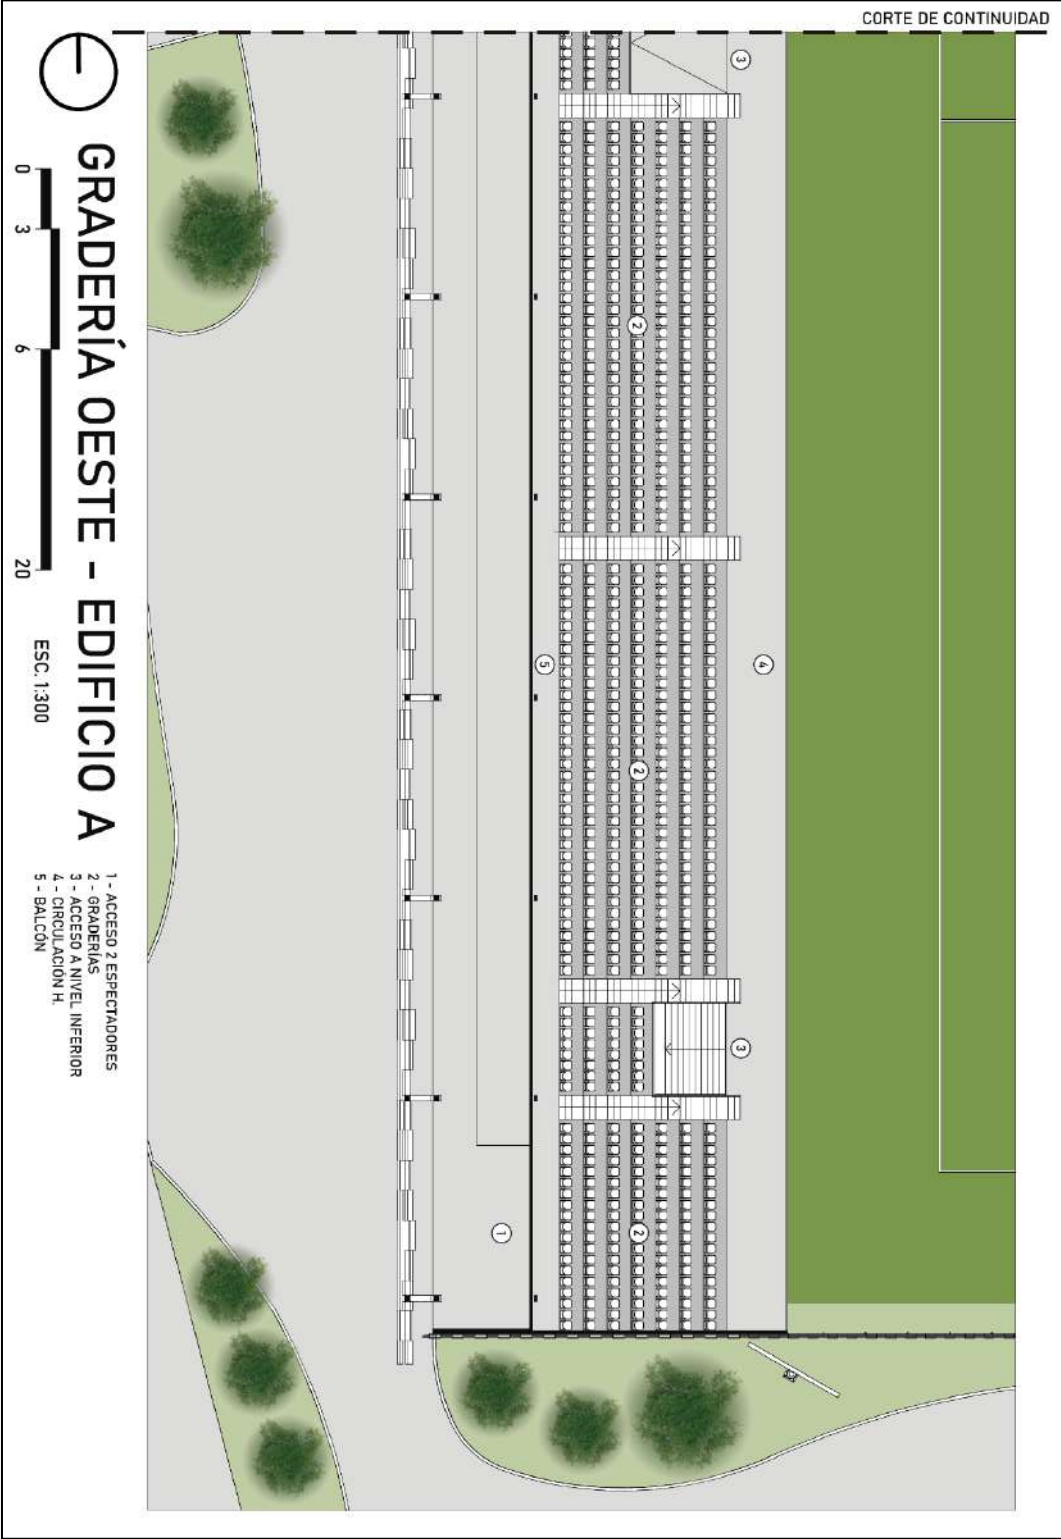 CORTE DE CONTINUIDAD
GRADERÍA OESTE - EDIFICIO A
0 3 6 20
ESC. 1:300
1 - ACCESO 2 ESPECTADORES
2 - GRADERÍAS
3 - ACCESO A NIVEL INFERIOR
4 - CIRCULACIÓN H.
5 - BALCÓN
3
2
5
4
2
3
1
2